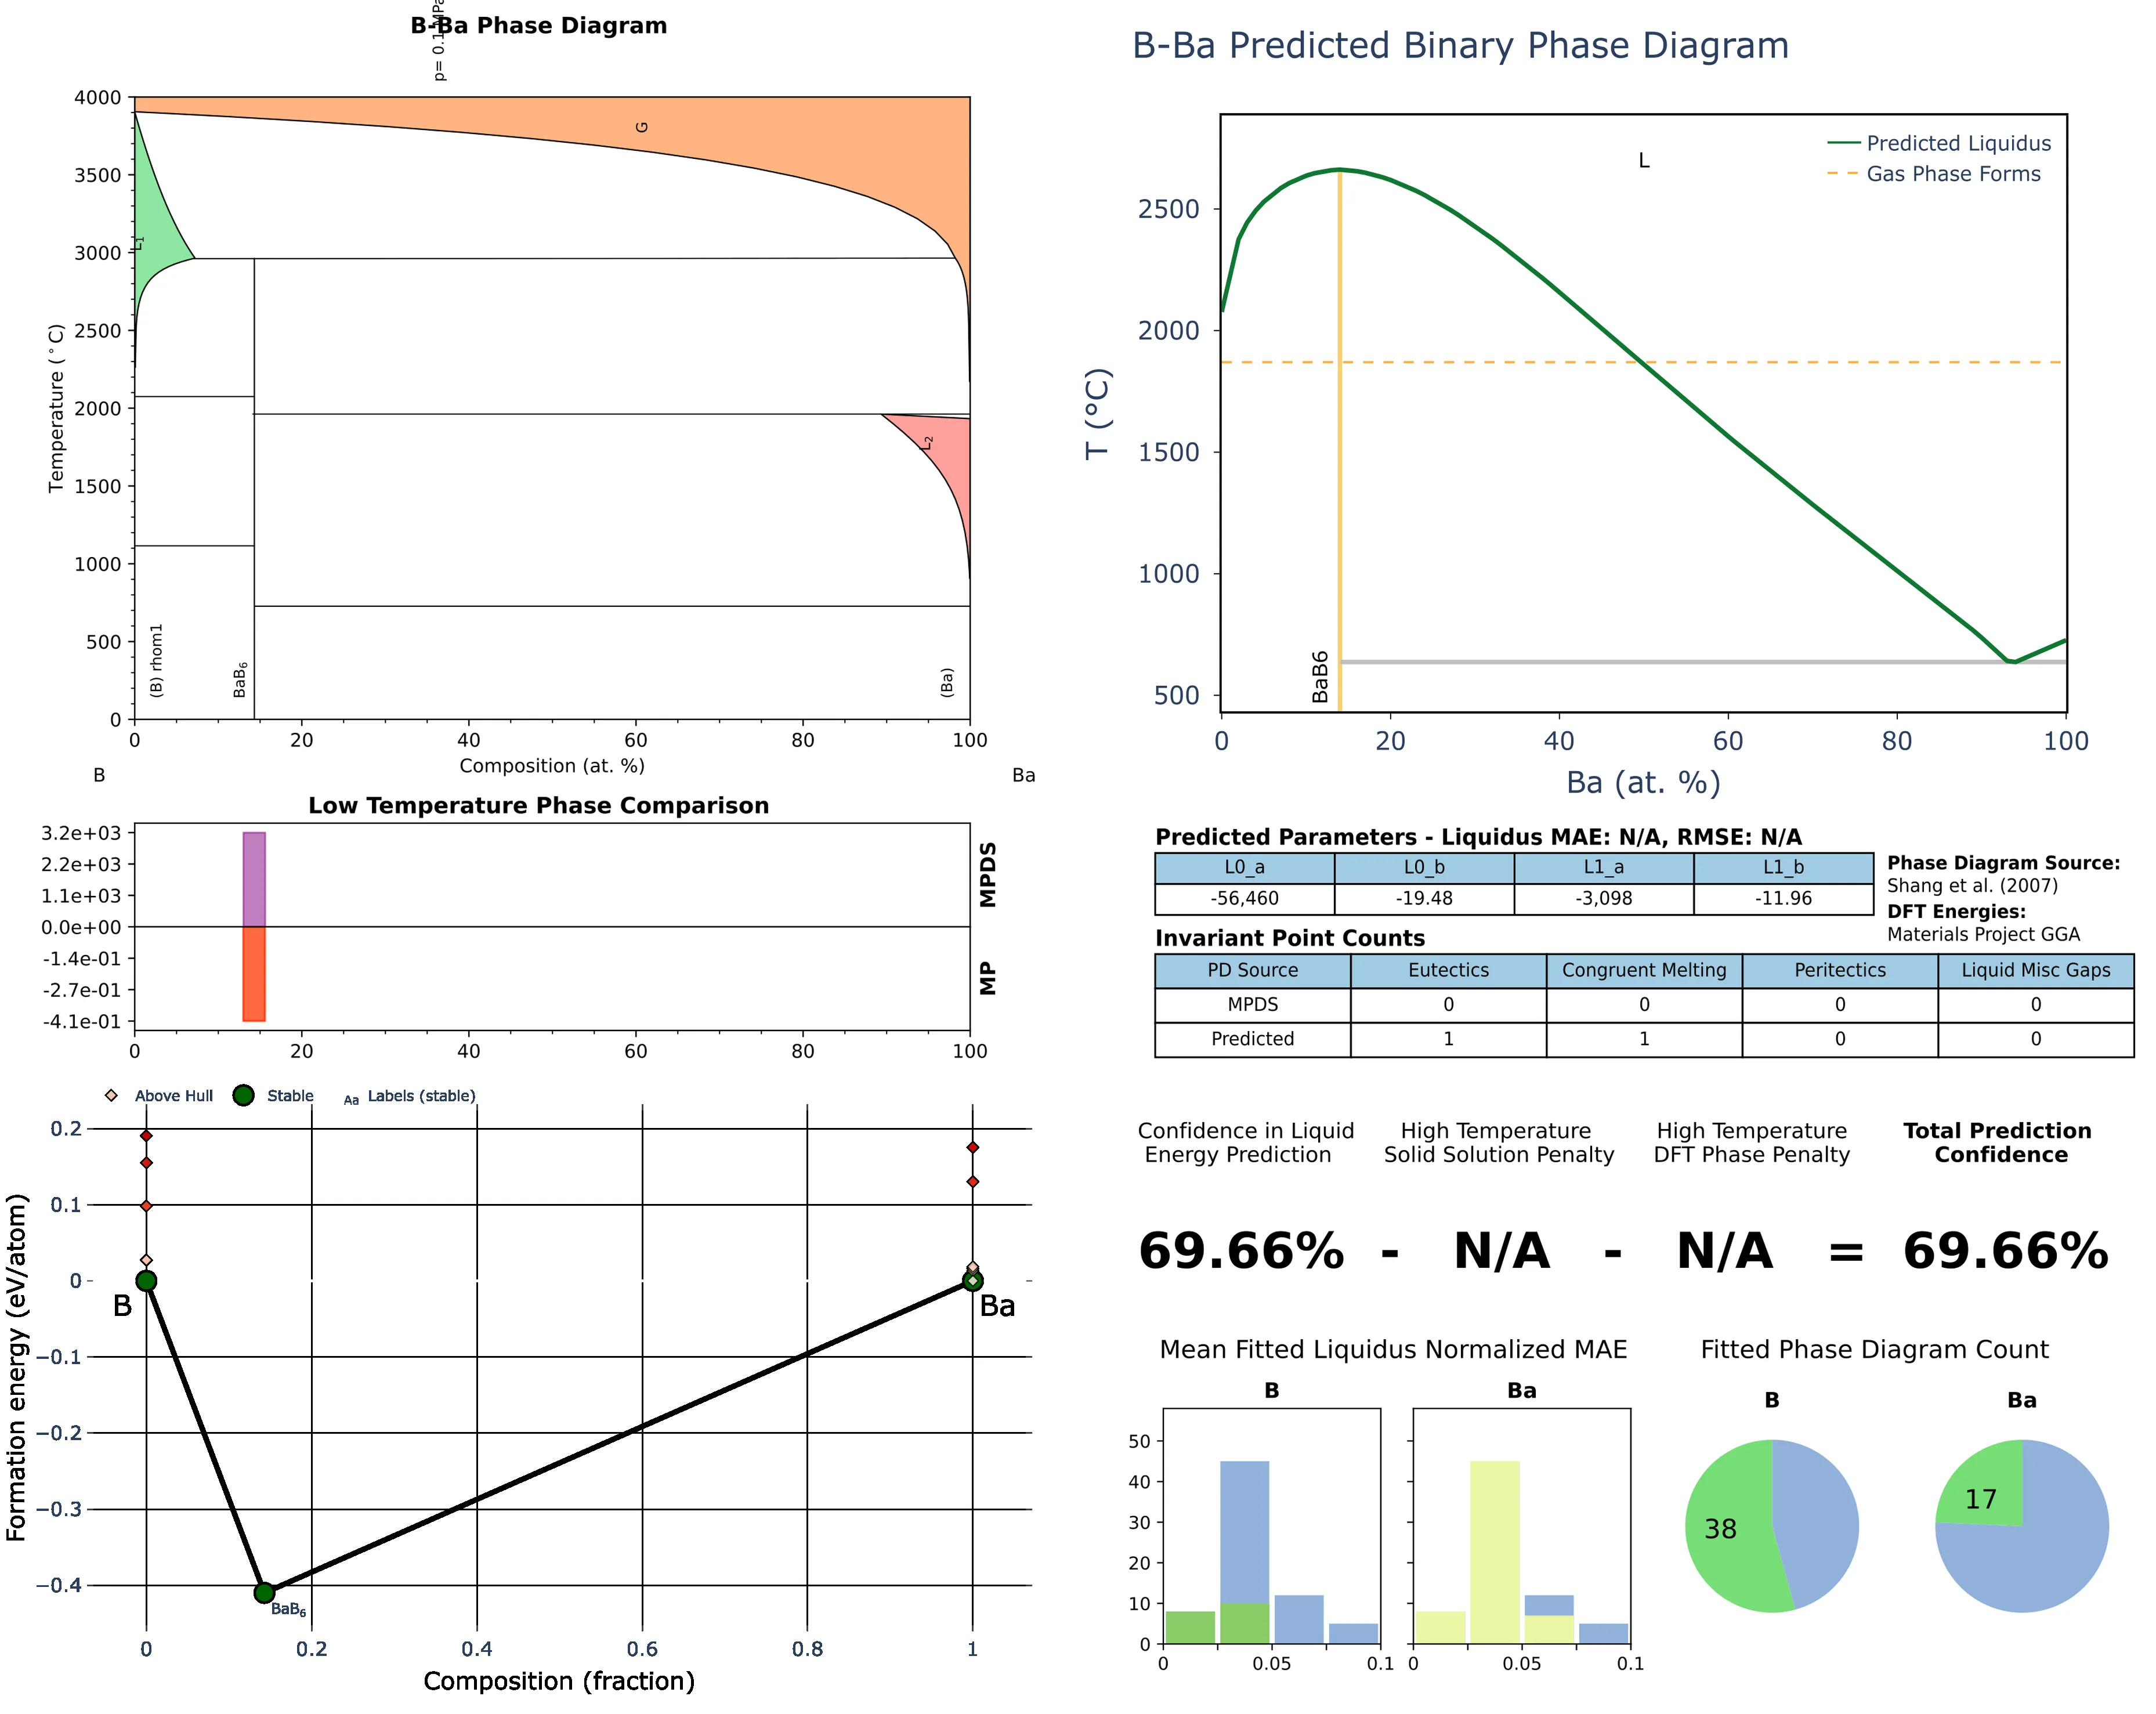 B-Ba Phase Diagram
p= 0.1 MPa
4000
3500
3000
2500
2000
1500
1000
500
0
Temperature (°C)
G
L1
L2
(B) rhom1
BaB6
(Ba)
0 20 40 60 80 100
Composition (at. %)
B Ba
Low Temperature Phase Comparison
3.2e+03
2.2e+03
1.1e+03
0.0e+00
-1.4e-01
-2.7e-01
-4.1e-01
MPDS
MP
0 20 40 60 80 100
Above Hull Stable Aa Labels (stable)
0.2
0.1
0
−0.1
−0.2
−0.3
−0.4
Formation energy (eV/atom)
B
Ba
BaB6
0 0.2 0.4 0.6 0.8 1
Composition (fraction)
B-Ba Predicted Binary Phase Diagram
L
Predicted Liquidus
Gas Phase Forms
2500
2000
1500
1000
500
T (°C)
BaB6
0 20 40 60 80 100
Ba (at. %)
Predicted Parameters - Liquidus MAE: N/A, RMSE: N/A
L0_a L0_b L1_a L1_b
-56,460 -19.48 -3,098 -11.96
Phase Diagram Source:
Shang et al. (2007)
DFT Energies:
Materials Project GGA
Invariant Point Counts
PD Source Eutectics Congruent Melting Peritectics Liquid Misc Gaps
MPDS 0 0 0 0
Predicted 1 1 0 0
Confidence in Liquid
Energy Prediction
High Temperature
Solid Solution Penalty
High Temperature
DFT Phase Penalty
Total Prediction
Confidence
69.66% - N/A - N/A = 69.66%
Mean Fitted Liquidus Normalized MAE
B
Ba
50
40
30
20
10
0
0 0.05 0.1
0 0.05 0.1
Fitted Phase Diagram Count
B
Ba
38
17